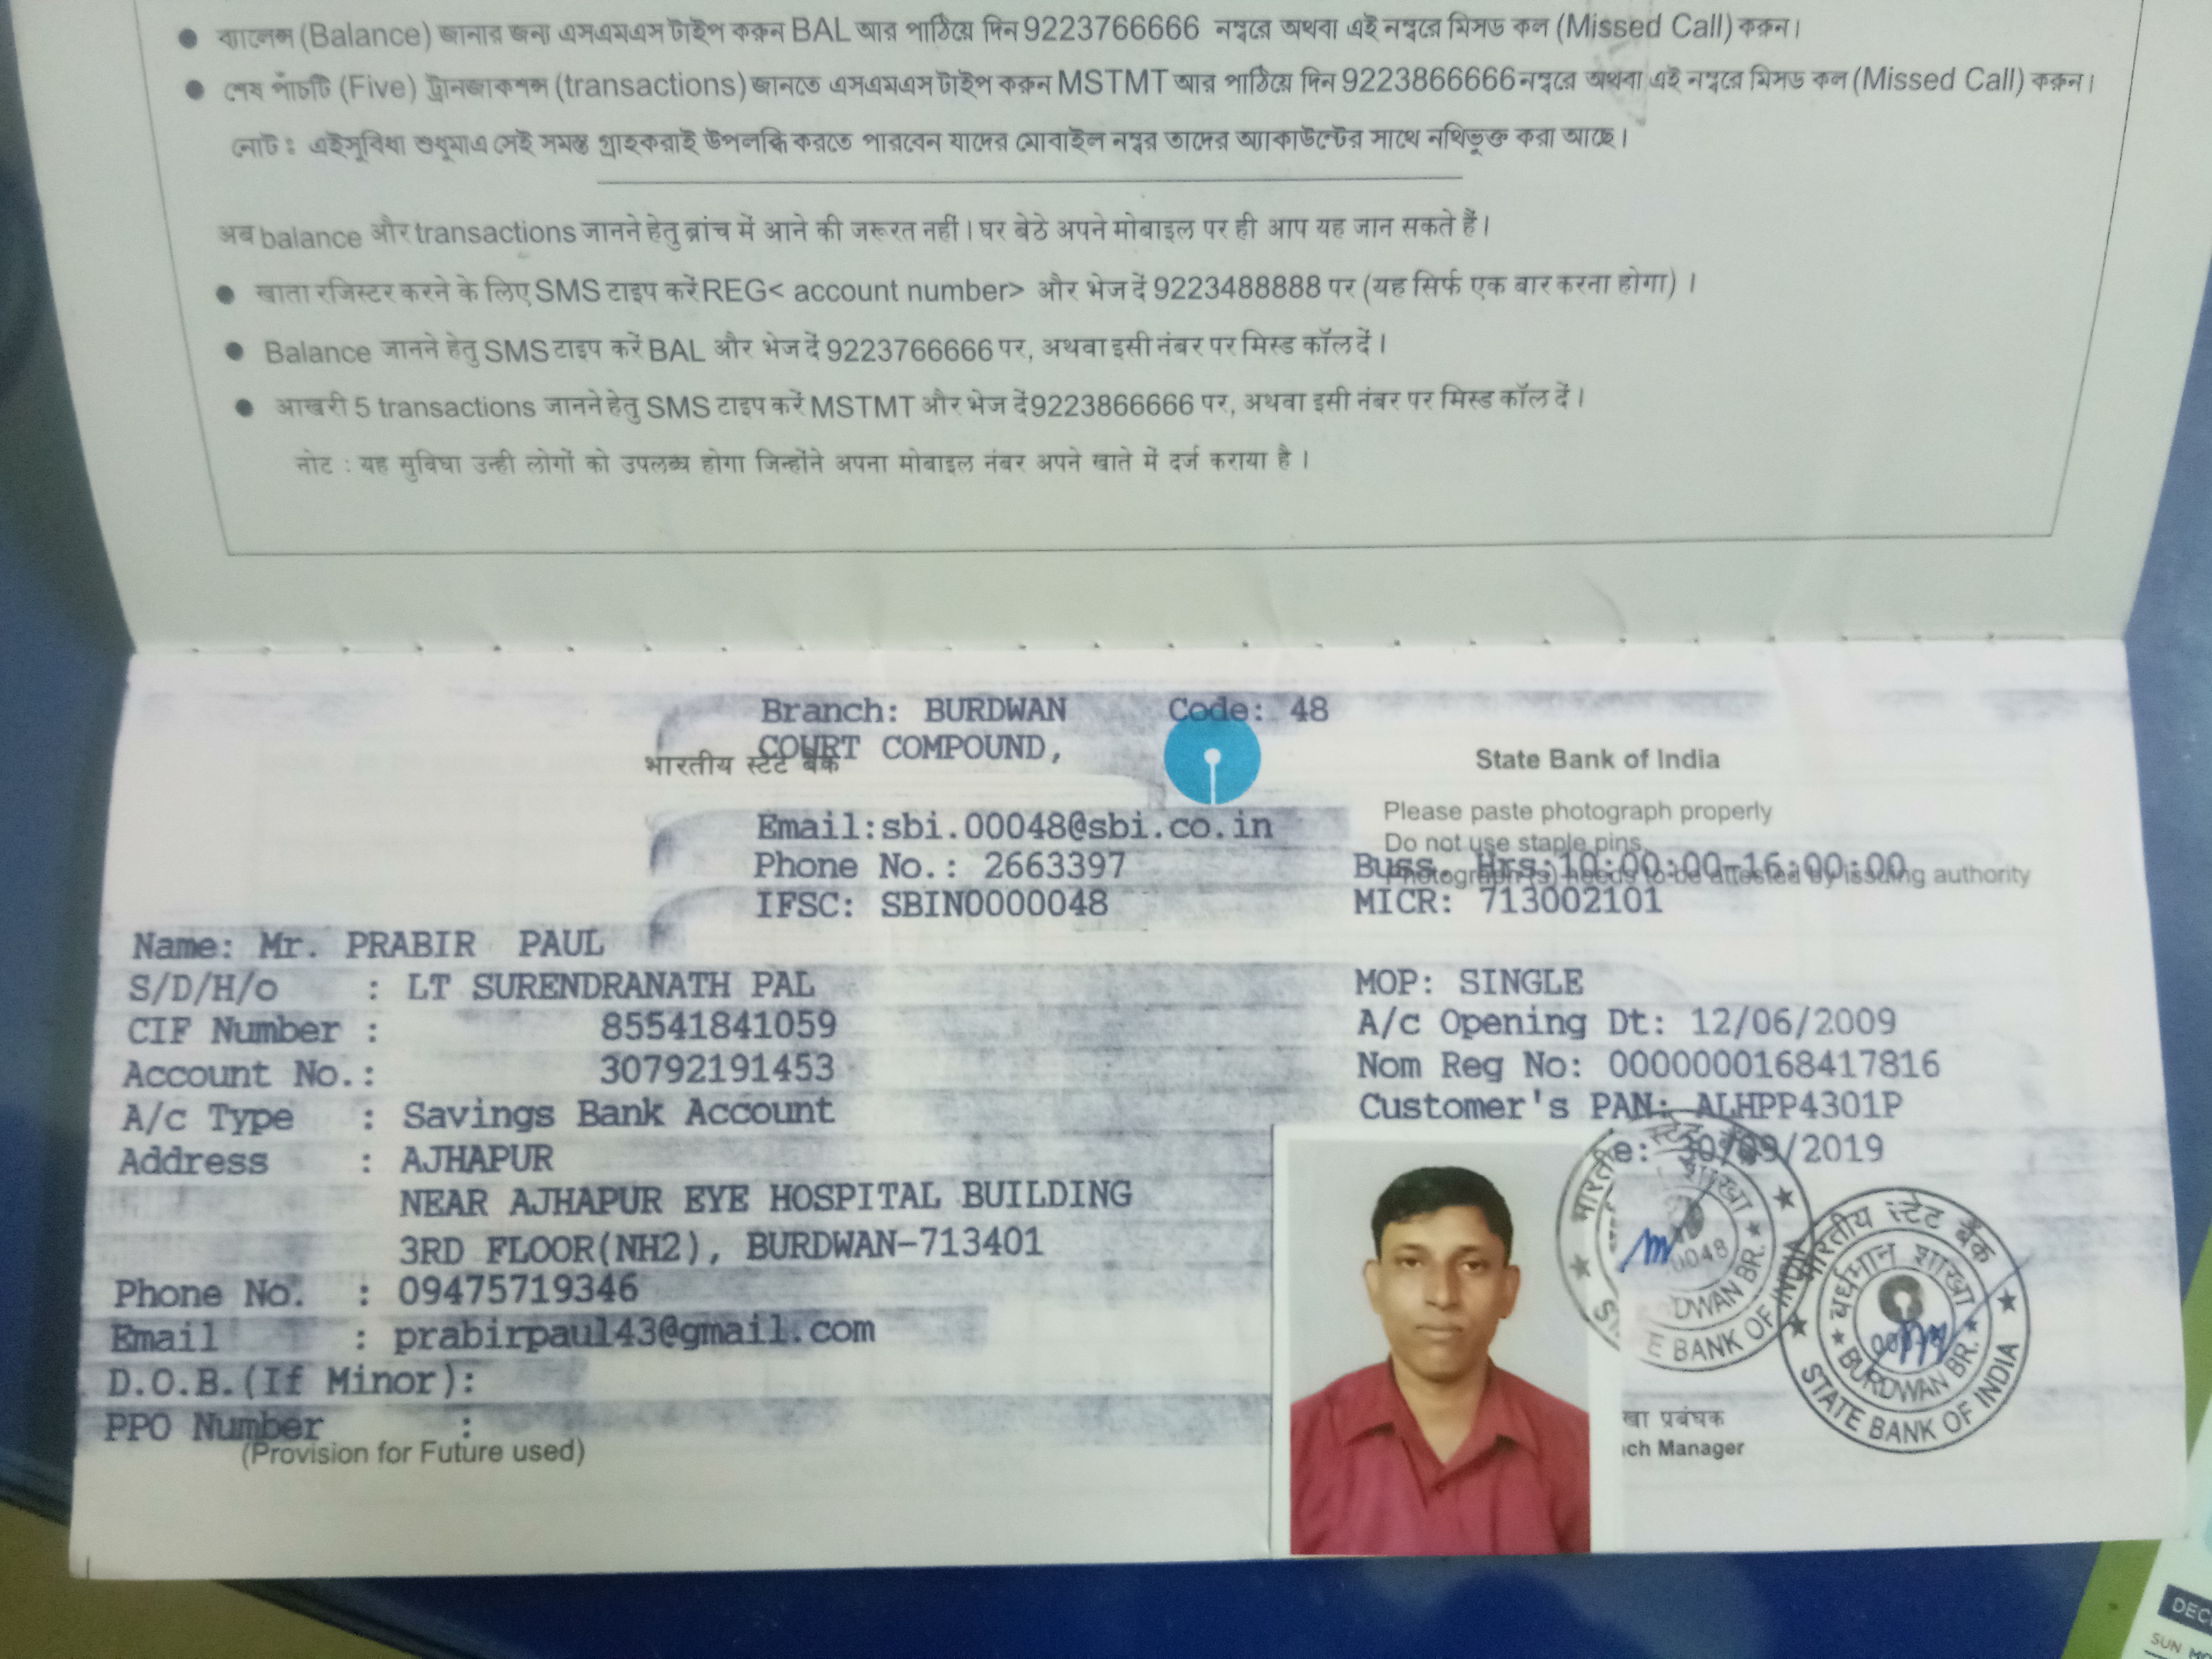 ● ব্যালেন্স (Balance) জানার জন্য এসএমএস টাইপ করুন BAL আর পাঠিয়ে দিন 9223766666 নম্বরে অথবা এই নম্বরে মিসড কল (Missed Call) করুন।
● শেষ পাঁচটি (Five) ট্রানজাকশন্স (transactions) জানতে এসএমএস টাইপ করুন MSTMT আর পাঠিয়ে দিন 9223866666 নম্বরে অথবা এই নম্বরে মিসড কল (Missed Call) করুন।
নোট : এইসুবিধা শুধুমাএ সেই সমস্ত গ্রাহকরাই উপলব্ধি করতে পারবেন যাদের মোবাইল নম্বর তাদের অ্যাকাউন্টের সাথে নথিভূক্ত করা আছে।
अब balance और transactions जानने हेतु ब्रांच में आने की जरूरत नहीं। घर बेठे अपने मोबाइल पर ही आप यह जान सकते हैं।
● खाता रजिस्टर करने के लिए SMS टाइप करें REG< account number> और भेज दें 9223488888 पर (यह सिर्फ एक बार करना होगा) ।
● Balance जानने हेतु SMS टाइप करें BAL और भेज दें 9223766666 पर, अथवा इसी नंबर पर मिस्ड कॉल दें।
● आखरी 5 transactions जानने हेतु SMS टाइप करें MSTMT और भेज दें 9223866666 पर, अथवा इसी नंबर पर मिस्ड कॉल दें।
नोट : यह सुविधा उन्ही लोगों को उपलब्ध होगा जिन्होंने अपना मोबाइल नंबर अपने खाते में दर्ज कराया है ।
Branch: BURDWAN Code: 48
COURT COMPOUND,
भारतीय स्टेट बैंक State Bank of India
Please paste photograph properly
Email:sbi.00048@sbi.co.in
Do not use staple pins.
Phone No.: 2663397 Buss. Hrs:10:00:00-16:00:00
Photograph(s) needs to be attested by issuing authority
IFSC: SBIN0000048 MICR: 713002101
Name: Mr. PRABIR PAUL
S/D/H/o : LT SURENDRANATH PAL MOP: SINGLE
CIF Number : 85541841059 A/c Opening Dt: 12/06/2009
Account No.: 30792191453 Nom Reg No: 0000000168417816
A/c Type : Savings Bank Account Customer's PAN: ALHPP4301P
Address : AJHAPUR e: 30/09/2019
NEAR AJHAPUR EYE HOSPITAL BUILDING
3RD FLOOR(NH2), BURDWAN-713401
Phone No. : 09475719346
Email : prabirpaul43@gmail.com
D.O.B.(If Minor):
PPO Number :
(Provision for Future used)
खा प्रबंधक
ch Manager
भारतीय स्टेट बैंक
शाखा
0048
DWAN BR.
E BANK OF INDIA
भारतीय स्टेट बैंक
बर्धमान शाखा
BURDWAN BR.
STATE BANK OF INDIA
DEC
SUN